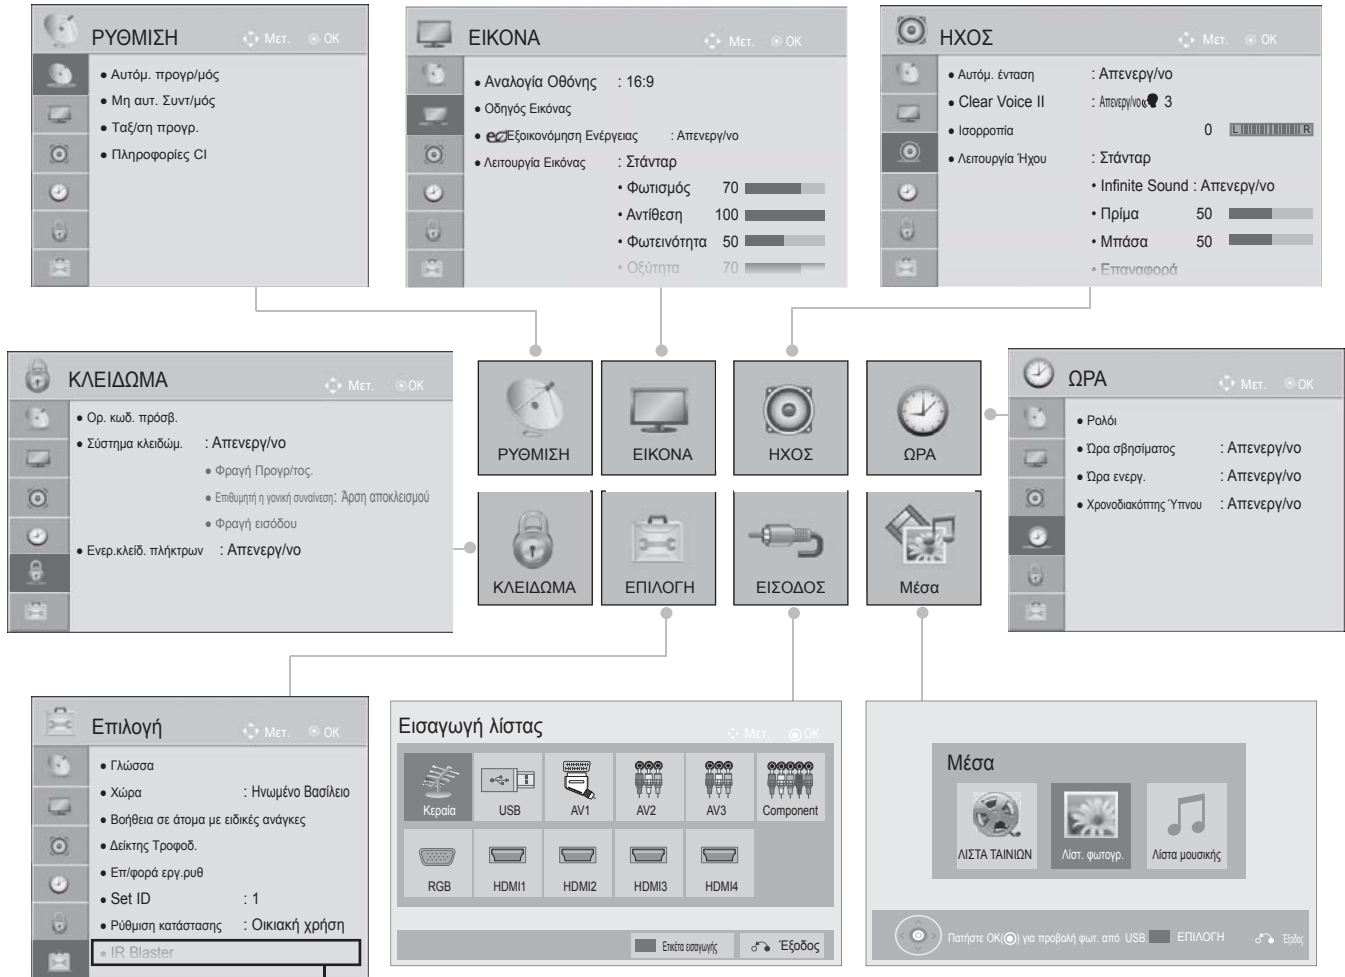 ΡΥΘΜΙΣΗ Μετ. OK
• Αυτόμ. προγρ/μός
• Μη αυτ. Συντ/μός
• Ταξ/ση προγρ.
• Πληροφορίες CI
ΕΙΚΟΝΑ Μετ. OK
• Αναλογία Οθόνης : 16:9
• Οδηγός Εικόνας
• eco Εξοικονόμηση Ενέργειας : Απενεργ/νο
• Λειτουργία Εικόνας : Στάνταρ
• Φωτισμός 70
• Αντίθεση 100
• Φωτεινότητα 50
• Οξύτητα 70
ΗΧΟΣ Μετ. OK
• Αυτόμ. ένταση : Απενεργ/νο
• Clear Voice II : Απενεργ/νο 3
• Ισορροπία 0 L R
• Λειτουργία Ήχου : Στάνταρ
• Infinite Sound : Απενεργ/νο
• Πρίμα 50
• Μπάσα 50
• Επαναφορά
ΚΛΕΙΔΩΜΑ Μετ. OK
• Ορ. κωδ. πρόσβ.
• Σύστημα κλειδώμ. : Απενεργ/νο
• Φραγή Προγρ/τος.
• Επιθυμητή η γονική συναίνεση: Άρση αποκλεισμού
• Φραγή εισόδου
• Ενερ.κλείδ. πλήκτρων : Απενεργ/νο
ΡΥΘΜΙΣΗ
ΕΙΚΟΝΑ
ΗΧΟΣ
ΩΡΑ
ΚΛΕΙΔΩΜΑ
ΕΠΙΛΟΓΗ
ΕΙΣΟΔΟΣ
Μέσα
ΩΡΑ Μετ. OK
• Ρολόι
• Ώρα σβησίματος : Απενεργ/νο
• Ώρα ενεργ. : Απενεργ/νο
• Χρονοδιακόπτης Ύπνου : Απενεργ/νο
Επιλογή Μετ. OK
• Γλώσσα
• Χώρα : Ηνωμένο Βασίλειο
• Βοήθεια σε άτομα με ειδικές ανάγκες
• Δείκτης Τροφοδ.
• Επ/φορά εργ.ρυθ
• Set ID : 1
• Ρύθμιση κατάστασης : Οικιακή χρήση
• IR Blaster
Εισαγωγή λίστας Μετ. OK
Κεραία USB AV1 AV2 AV3 Component
RGB HDMI1 HDMI2 HDMI3 HDMI4
Ετικέτα εισαγωγής Έξοδος
Μέσα
ΛΙΣΤΑ ΤΑΙΝΙΩΝ Λίστ. φωτογρ. Λίστα μουσικής
Πατήστε OK(◉) για προβολή φωτ. από USB. ΕΠΙΛΟΓΗ Έξοδος